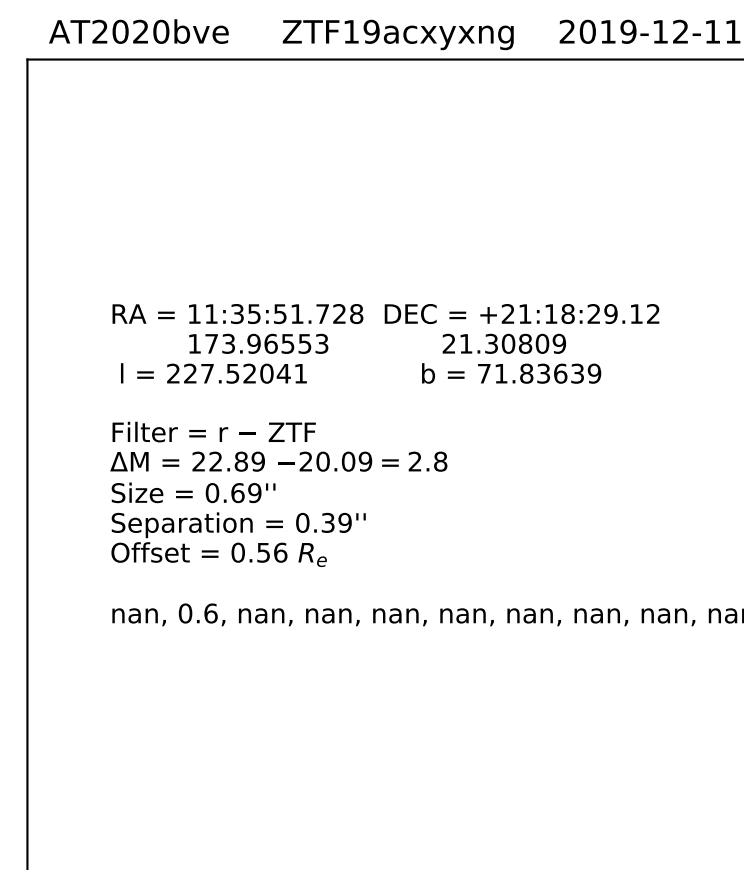 AT2020bve ZTF19acxyxng 2019-12-11
RA = 11:35:51.728 DEC = +21:18:29.12
173.96553 21.30809
l = 227.52041 b = 71.83639
Filter = r − ZTF
ΔM = 22.89 −20.09 = 2.8
Size = 0.69''
Separation = 0.39''
Offset = 0.56 Re
nan, 0.6, nan, nan, nan, nan, nan, nan, nan,